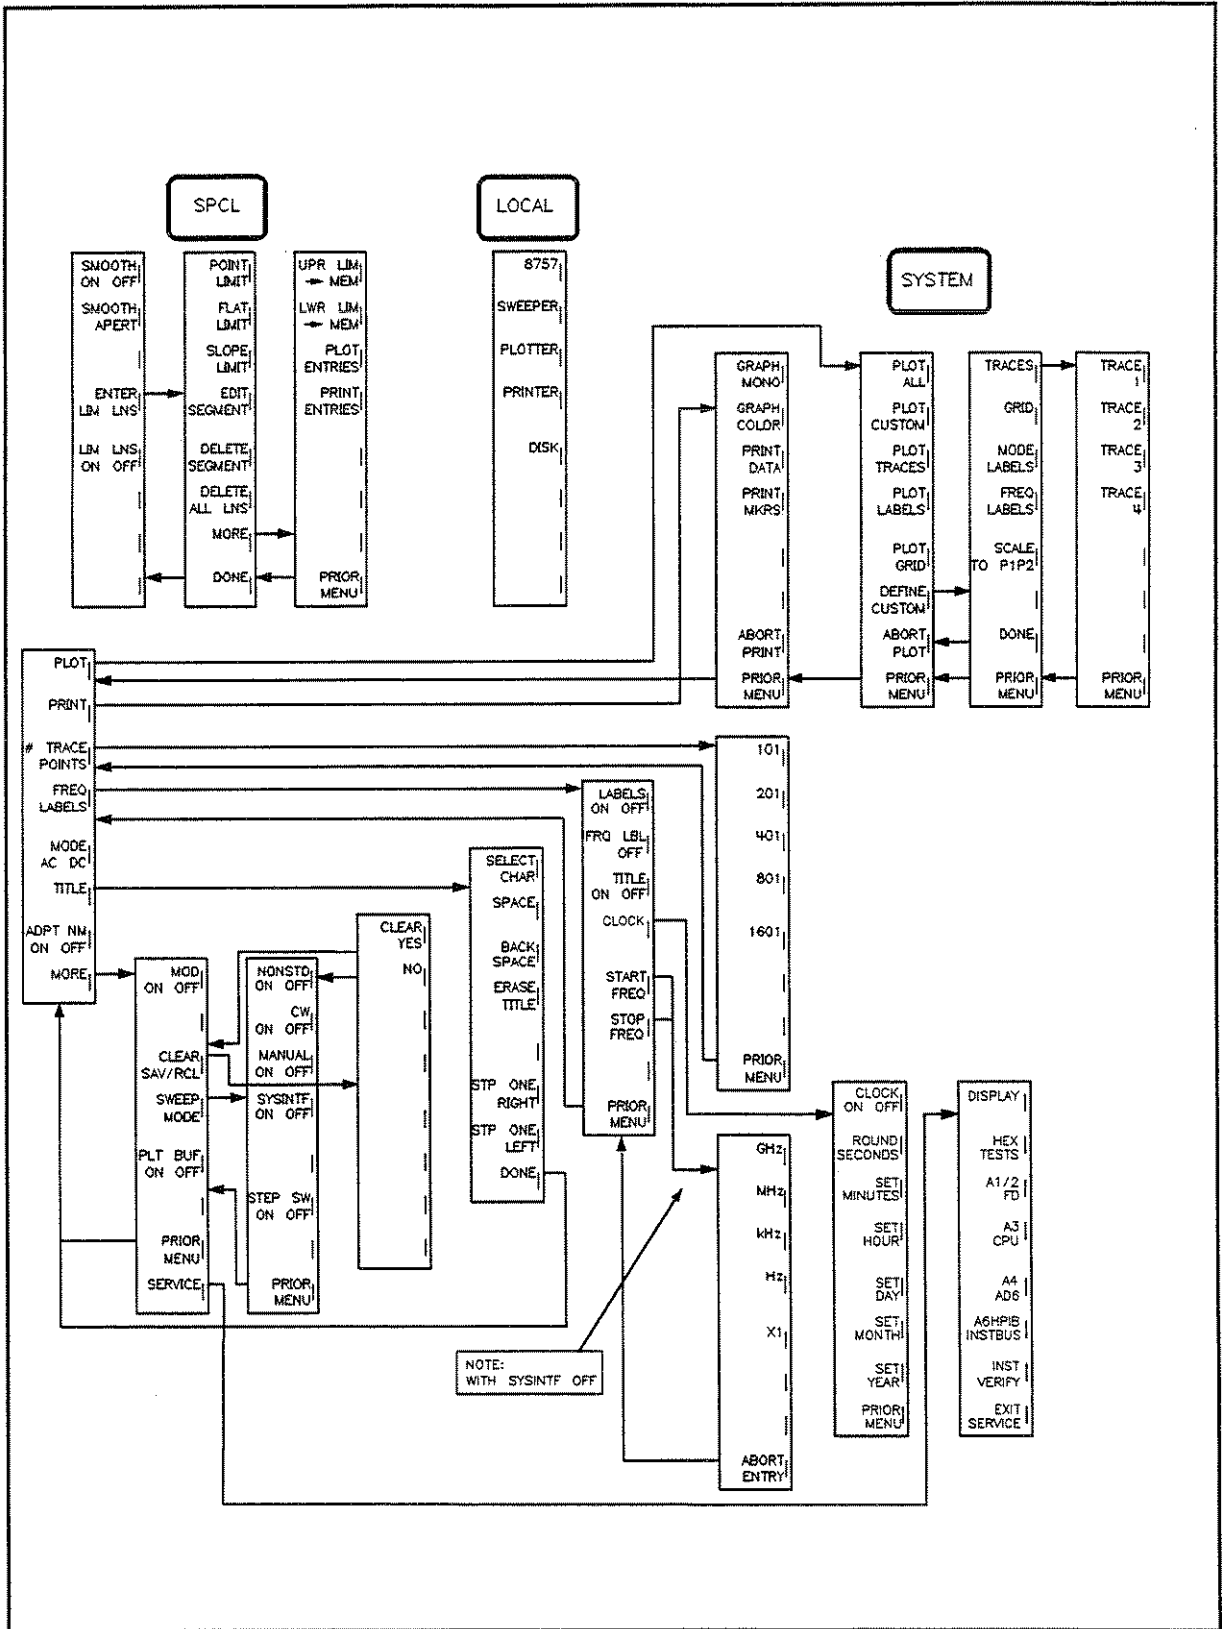 SPCL
SMOOTH
ON OFF
SMOOTH
APERT
ENTER
LIM LNS
LIM LNS
ON OFF
POINT
LIMIT
FLAT
LIMIT
SLOPE
LIMIT
EDIT
SEGMENT
DELETE
SEGMENT
DELETE
ALL LNS
MORE
DONE
UPR LIM
→ MEM
LWR LIM
→ MEM
PLOT
ENTRIES
PRINT
ENTRIES
PRIOR
MENU
LOCAL
8757
SWEEPER
PLOTTER
PRINTER
DISK
SYSTEM
PLOT
PRINT
# TRACE
POINTS
FREQ
LABELS
MODE
AC DC
TITLE
ADPT NM
ON OFF
MORE
GRAPH
MONO
GRAPH
COLOR
PRINT
DATA
PRINT
MKRS
ABORT
PRINT
PRIOR
MENU
PLOT
ALL
PLOT
CUSTOM
PLOT
TRACES
PLOT
LABELS
PLOT
GRID
DEFINE
CUSTOM
ABORT
PLOT
PRIOR
MENU
TRACES
GRID
MODE
LABELS
FREQ
LABELS
SCALE
TO P1P2
DONE
PRIOR
MENU
TRACE
1
TRACE
2
TRACE
3
TRACE
4
PRIOR
MENU
MOD
ON OFF
CLEAR
SAV/RCL
SWEEP
MODE
PLT BUF
ON OFF
PRIOR
MENU
SERVICE
NONSTD
ON OFF
CW
ON OFF
MANUAL
ON OFF
SYSINTF
ON OFF
STEP SW
ON OFF
PRIOR
MENU
CLEAR
YES
NO
SELECT
CHAR
SPACE
BACK
SPACE
ERASE
TITLE
STP ONE
RIGHT
STP ONE
LEFT
DONE
LABELS
ON OFF
FRQ LBL
OFF
TITLE
ON OFF
CLOCK
START
FREQ
STOP
FREQ
PRIOR
MENU
101
201
401
801
1601
PRIOR
MENU
GHz
MHz
kHz
Hz
X1
ABORT
ENTRY
CLOCK
ON OFF
ROUND
SECONDS
SET
MINUTES
SET
HOUR
SET
DAY
SET
MONTH
SET
YEAR
PRIOR
MENU
DISPLAY
HEX
TESTS
A1/2
FD
A3
CPU
A4
AD6
A6HPIB
INSTBUS
INST
VERIFY
EXIT
SERVICE
NOTE:
WITH SYSINTF OFF